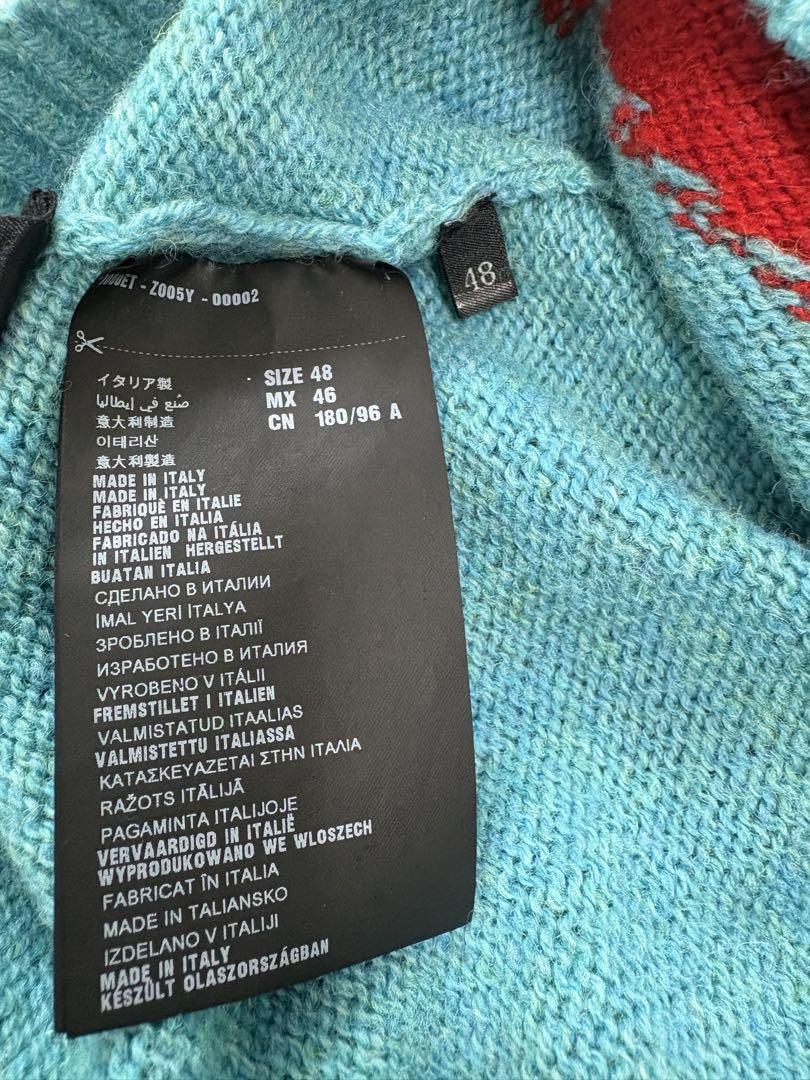 - Z005Y - 00002
SIZE 48
MX 46
CN 180/96 A
イタリア製
صنع في إيطاليا
意大利制造
이테리산
意大利製造
MADE IN ITALY
MADE IN ITALY
FABRIQUÉ EN ITALIE
HECHO EN ITALIA
FABRICADO NA ITÁLIA
IN ITALIEN HERGESTELLT
BUATAN ITALIA
СДЕЛАНО В ИТАЛИИ
İMAL YERİ İTALYA
ЗРОБЛЕНО В ІТАЛІЇ
ИЗРАБОТЕНО В ИТАЛИЯ
VYROBENO V ITÁLII
FREMSTILLET I ITALIEN
VALMISTATUD ITAALIAS
VALMISTETTU ITALIASSA
ΚΑΤΑΣΚΕΥΑΖΕΤΑΙ ΣΤΗΝ ΙΤΑΛΙΑ
RAŽOTS ITĀLIJĀ
PAGAMINTA ITALIJOJE
VERVAARDIGD IN ITALIË
WYPRODUKOWANO WE WLOSZECH
FABRICAT ÎN ITALIA
MADE IN TALIANSKO
IZDELANO V ITALIJI
MADE IN ITALY
KÉSZÜLT OLASZORSZÁGBAN
48